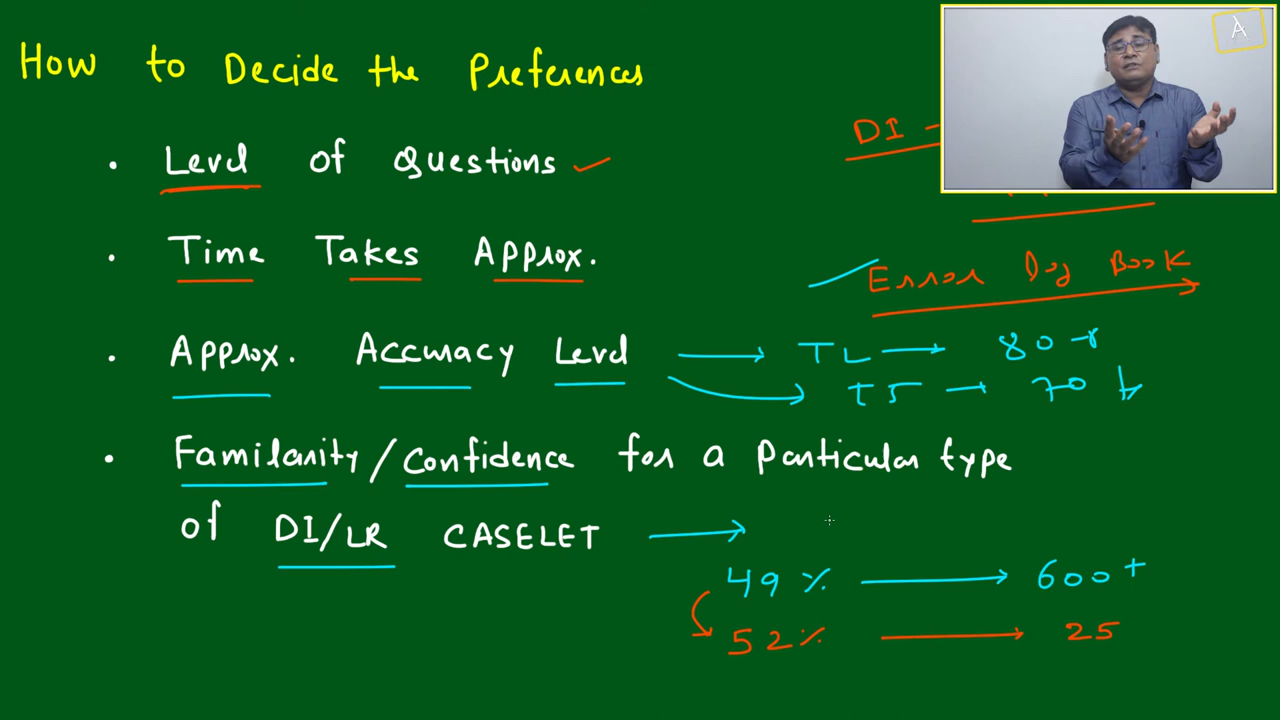 How to Decide the Preferences
DI -
• Level of Questions ✓
• Time Takes Approx.
Error Log Book
• Approx. Accuracy Level → TL → 80
→ T5 → 70
• Familarity/Confidence for a Particular type
of DI/LR CASELET →
49% → 600+
52% → 25
A